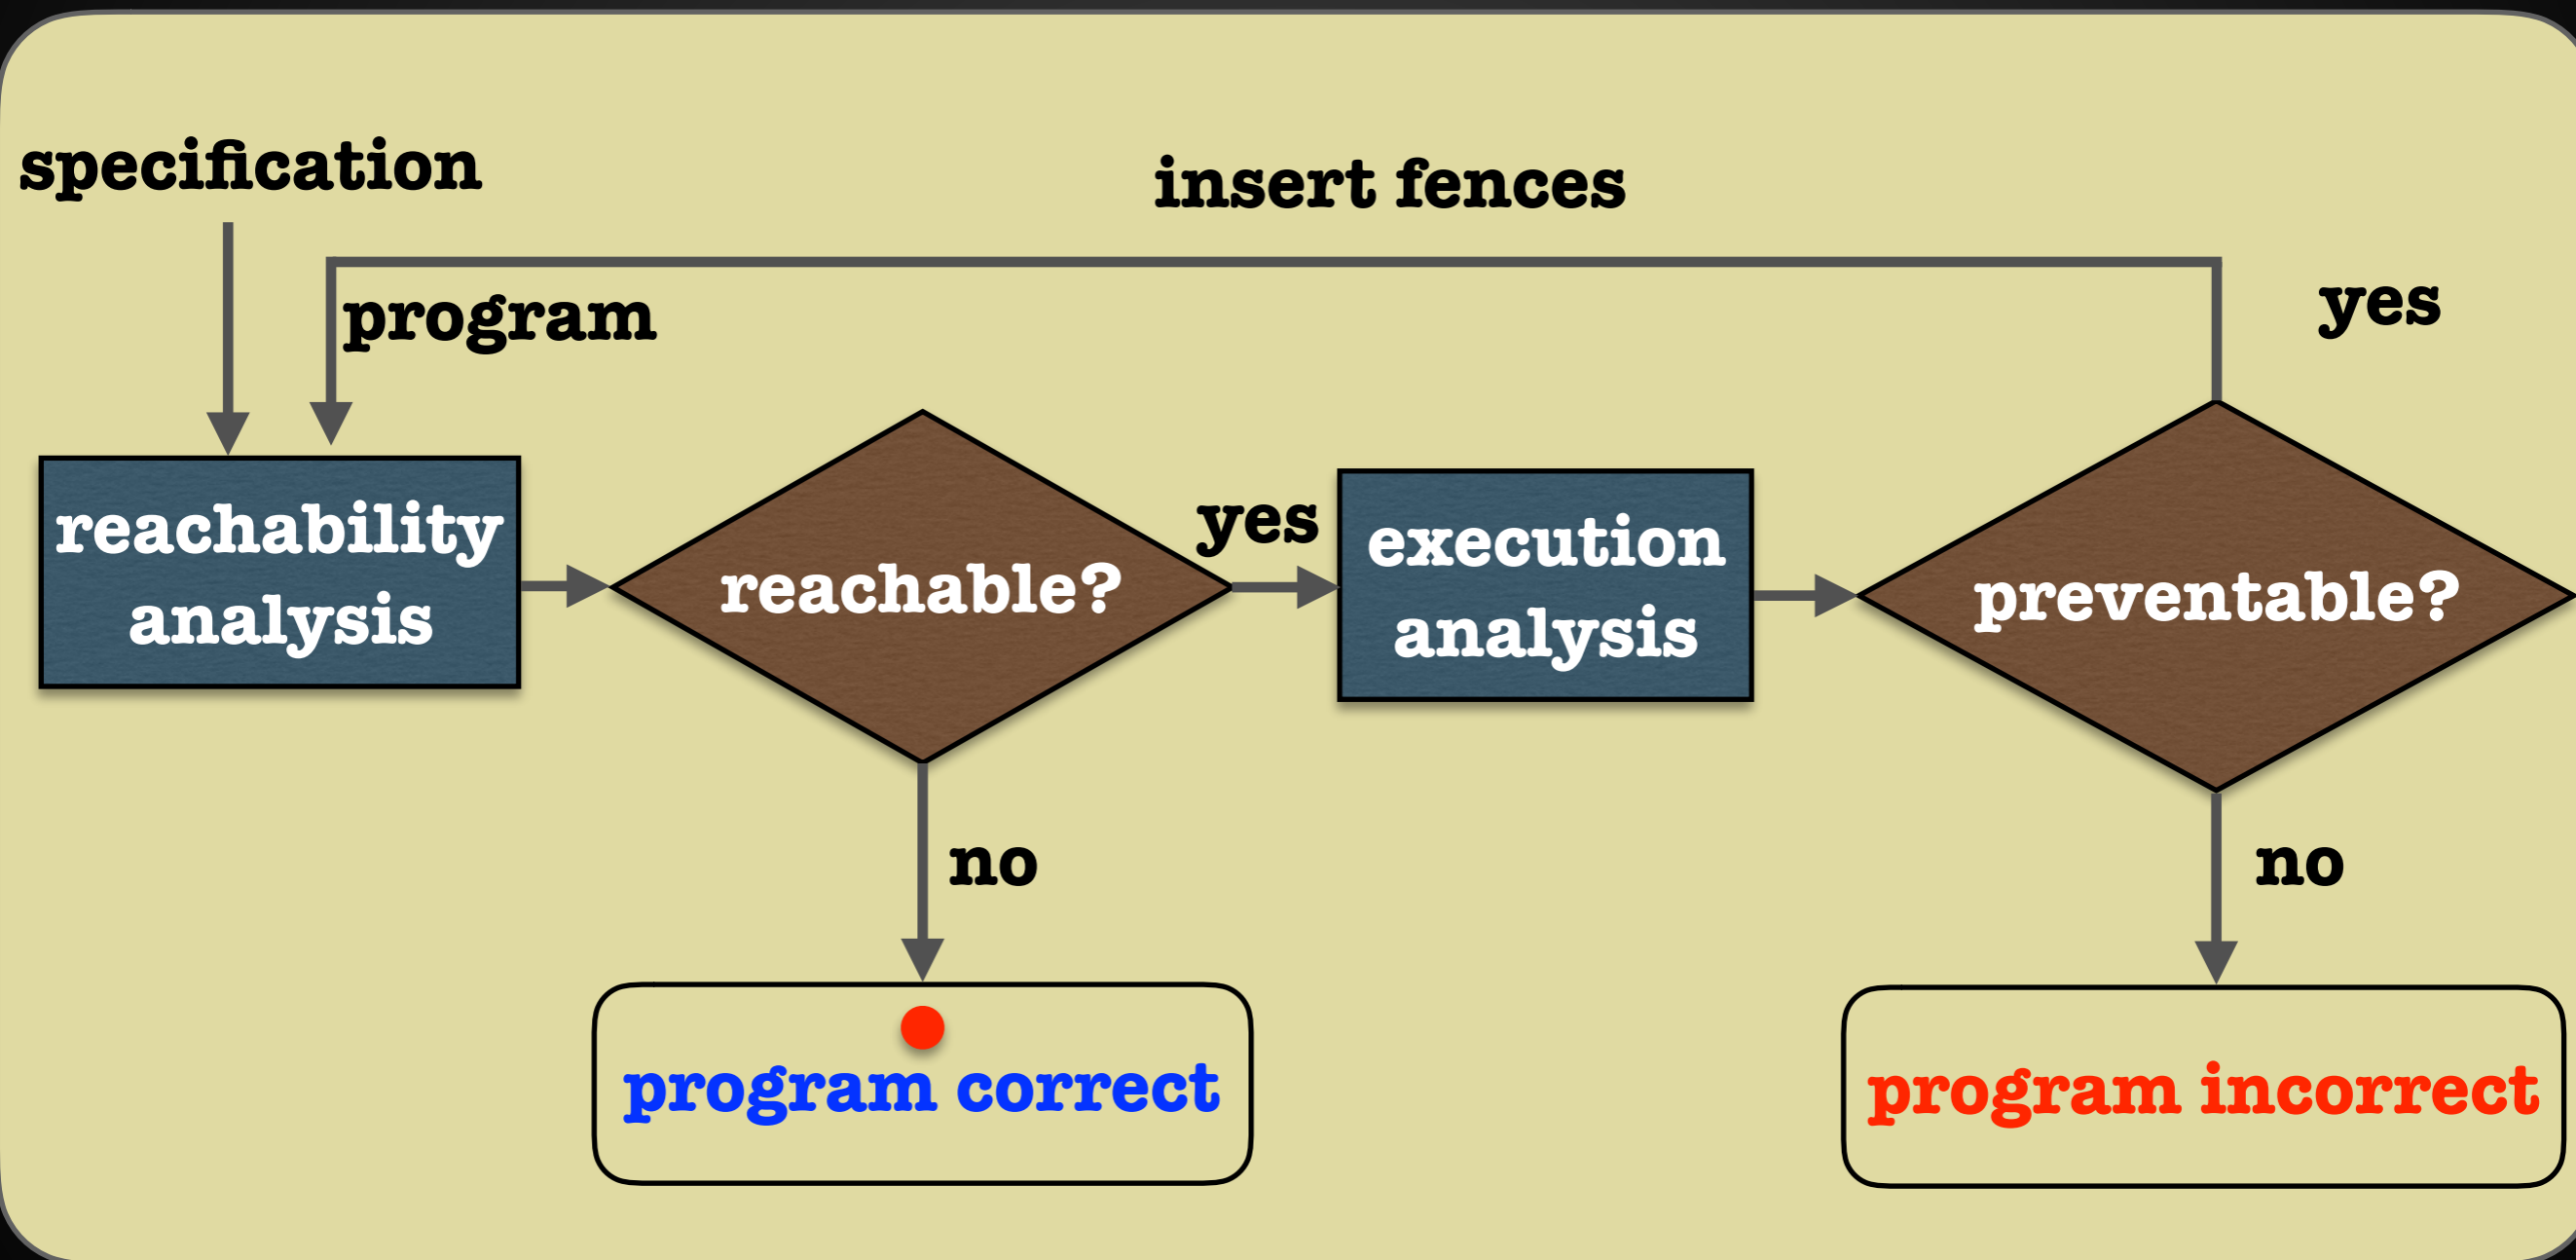 specification
insert fences
program
yes
reachability
analysis
reachable?
yes
execution
analysis
preventable?
no
no
program correct
program incorrect